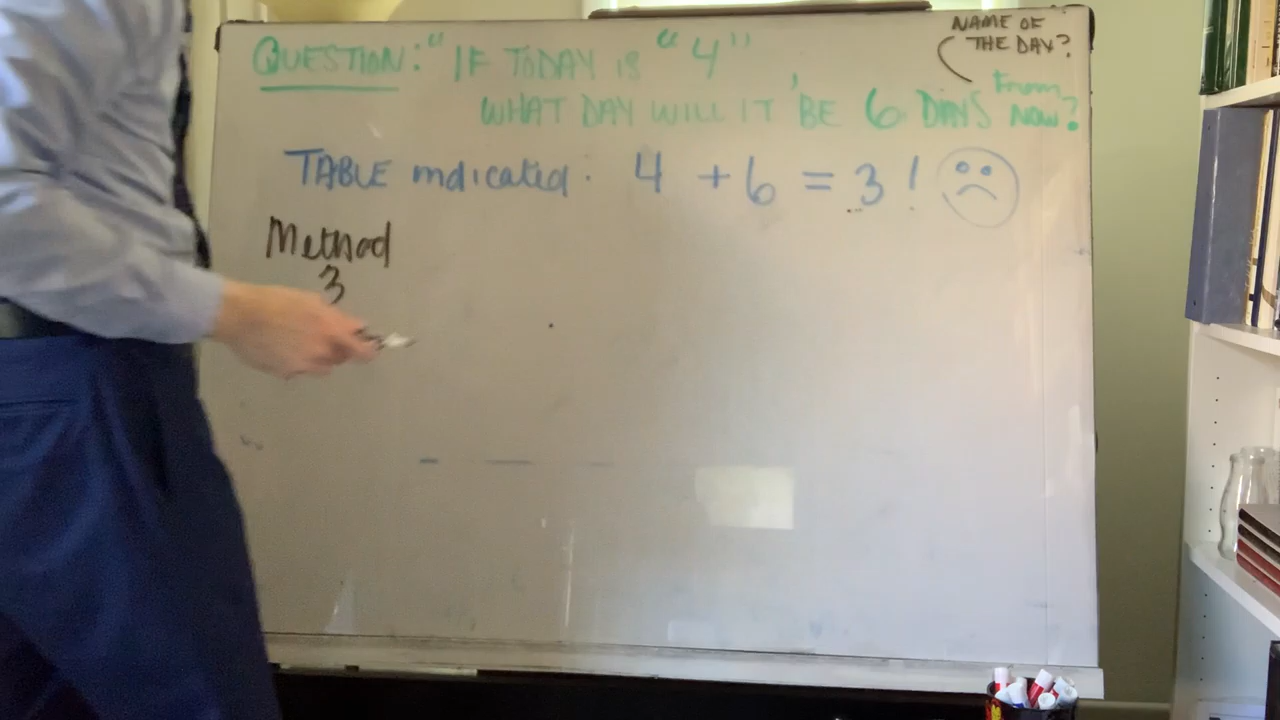 QUESTION: "IF TODAY IS "4",
WHAT DAY WILL IT BE 6 DAYS From Now?
NAME OF
THE DAY?
TABLE indicated: 4 + 6 = 3!
Method
3